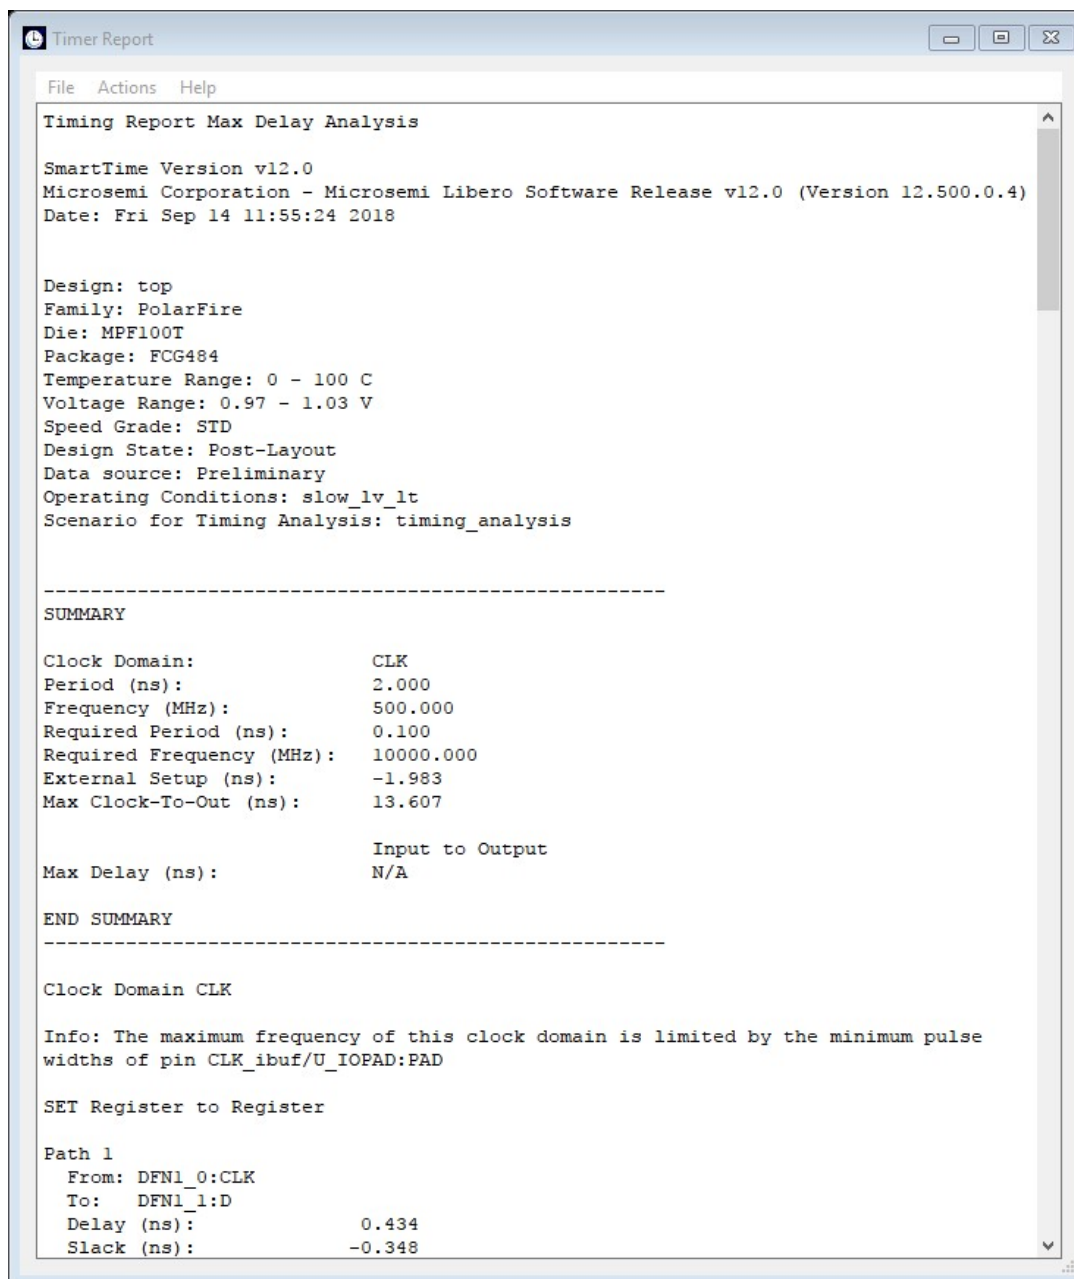 Timer Report
File Actions Help
Timing Report Max Delay Analysis
SmartTime Version v12.0
Microsemi Corporation - Microsemi Libero Software Release v12.0 (Version 12.500.0.4)
Date: Fri Sep 14 11:55:24 2018
Design: top
Family: PolarFire
Die: MPF100T
Package: FCG484
Temperature Range: 0 - 100 C
Voltage Range: 0.97 - 1.03 V
Speed Grade: STD
Design State: Post-Layout
Data source: Preliminary
Operating Conditions: slow_lv_lt
Scenario for Timing Analysis: timing_analysis
-----------------------------------------------------
SUMMARY
Clock Domain: CLK
Period (ns): 2.000
Frequency (MHz): 500.000
Required Period (ns): 0.100
Required Frequency (MHz): 10000.000
External Setup (ns): -1.983
Max Clock-To-Out (ns): 13.607
Input to Output
Max Delay (ns): N/A
END SUMMARY
-----------------------------------------------------
Clock Domain CLK
Info: The maximum frequency of this clock domain is limited by the minimum pulse
widths of pin CLK_ibuf/U_IOPAD:PAD
SET Register to Register
Path 1
From: DFN1_0:CLK
To: DFN1_1:D
Delay (ns): 0.434
Slack (ns): -0.348